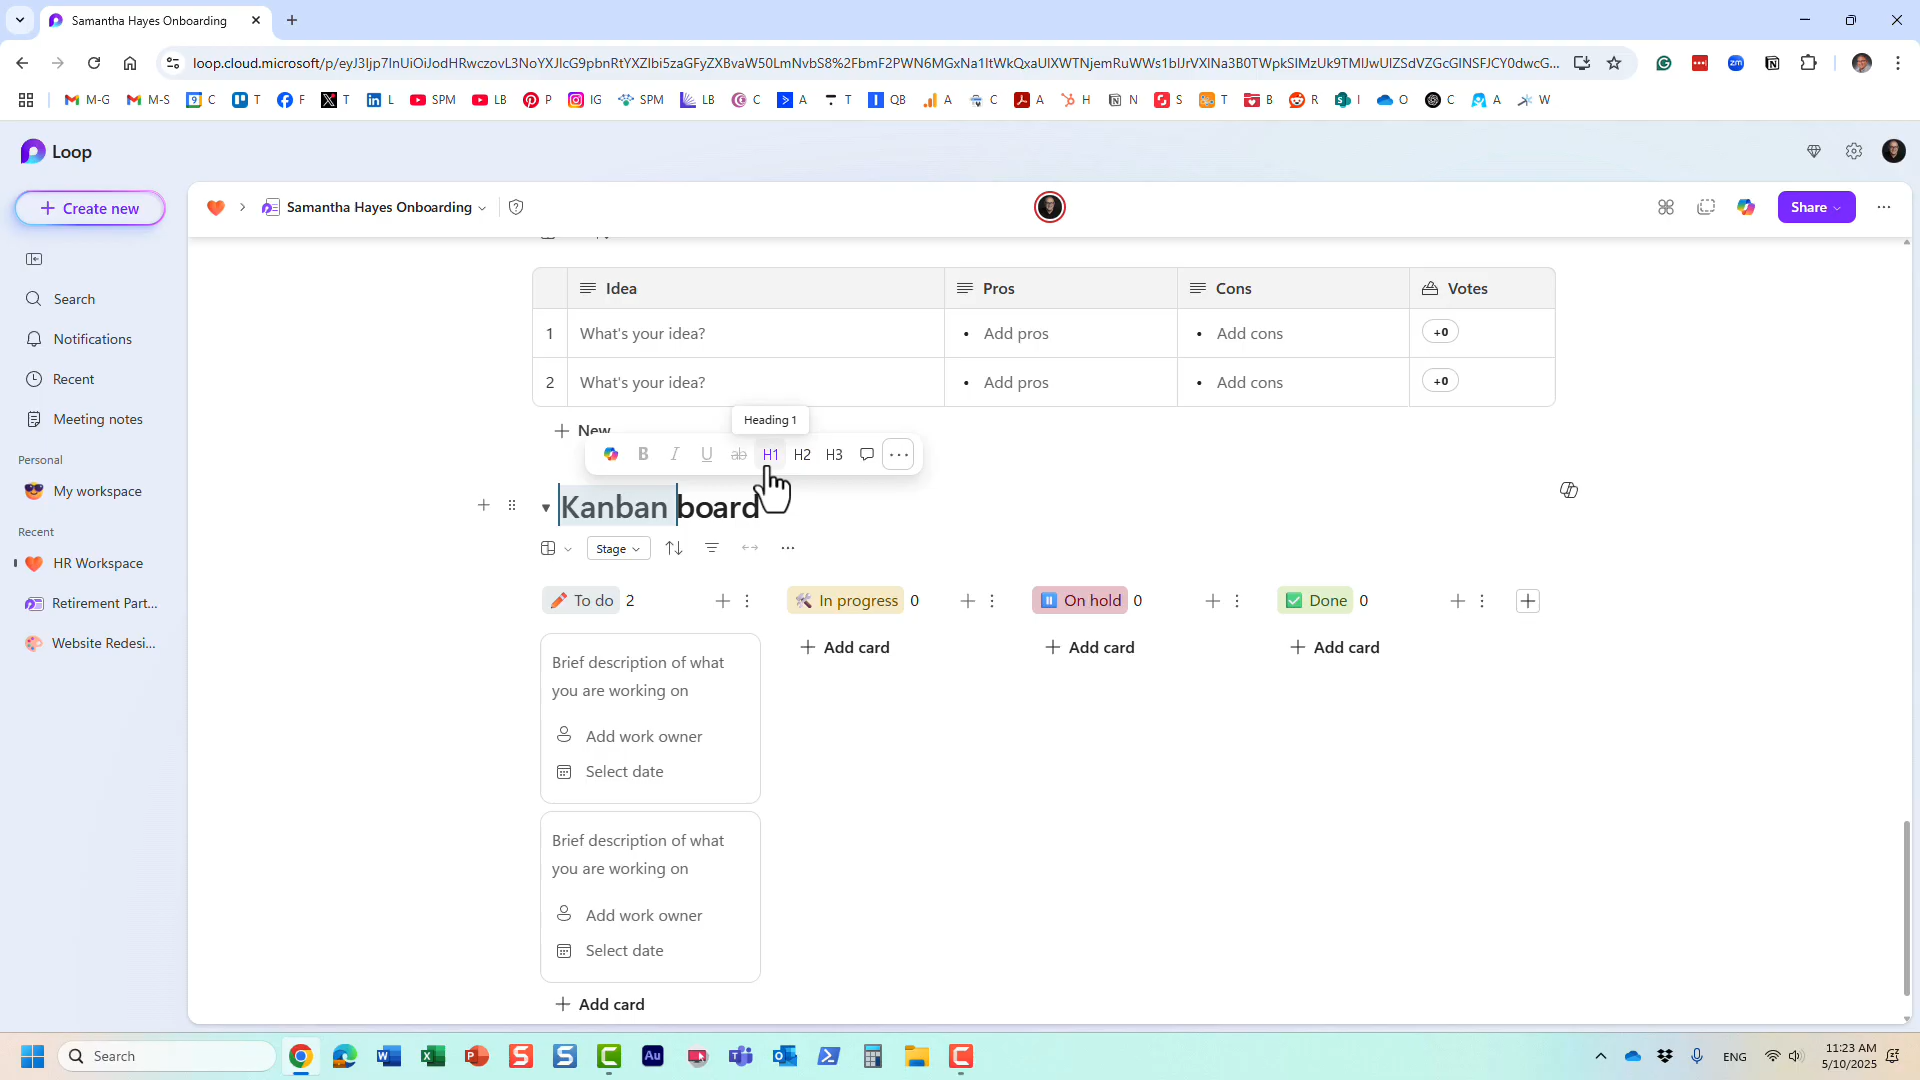 Samantha Hayes Onboarding
loop.cloud.microsoft/p/eyJ3Ijp7InUiOiJodHRwczovL3NoYXJlcG9pbnRtYXZlbi5zaGFyZXBvaW50LmNvbS8%2FbmF2PWN6MGxNa1ltWkQxaUlXWTNjemRuWWs1blJrVXlNa3B0TWpkSlMzUk9TMlJwUlZSdVZGcGlNSFJCY0dwcG...
M-G M-S C T F T L SPM LB P IG SPM LB C A T QB A C A H N S T B R I O C A W
Loop
Create new
Samantha Hayes Onboarding
Share
Search
Notifications
Recent
Meeting notes
Personal
My workspace
Recent
HR Workspace
Retirement Part...
Website Redesi...
Idea Pros Cons Votes
1 What's your idea? • Add pros • Add cons +0
2 What's your idea? • Add pros • Add cons +0
New
Heading 1
B I U ab H1 H2 H3
Kanban board
Stage
To do 2 In progress 0 On hold 0 Done 0
Add card Add card Add card
Brief description of what
you are working on
Add work owner
Select date
Brief description of what
you are working on
Add work owner
Select date
Add card
Search
ENG
11:23 AM
5/10/2025